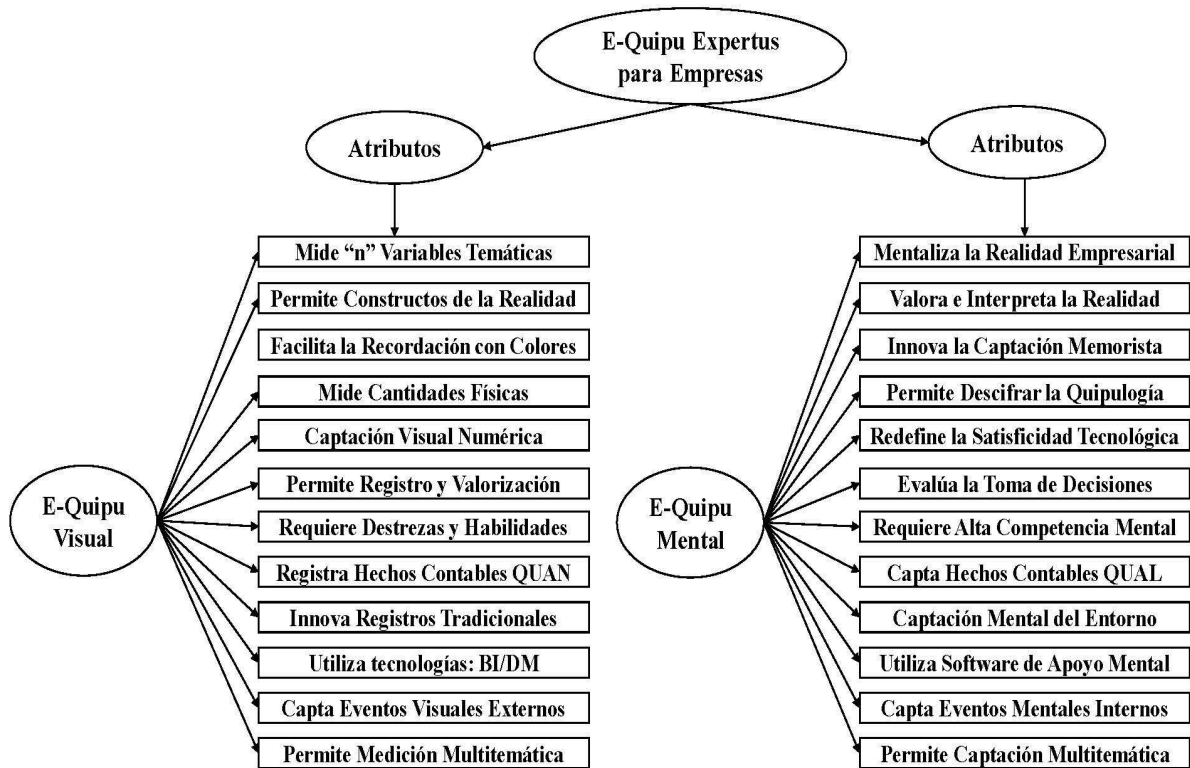 E-Quipu Expertus
para Empresas
Atributos
Atributos
Mide “n” Variables Temáticas
Permite Constructos de la Realidad
Facilita la Recordación con Colores
Mide Cantidades Físicas
Captación Visual Numérica
Permite Registro y Valorización
Requiere Destrezas y Habilidades
Registra Hechos Contables QUAN
Innova Registros Tradicionales
Utiliza tecnologías: BI/DM
Capta Eventos Visuales Externos
Permite Medición Multitemática
E-Quipu
Visual
Mentaliza la Realidad Empresarial
Valora e Interpreta la Realidad
Innova la Captación Memorista
Permite Descifrar la Quipulogía
Redefine la Satisficidad Tecnológica
Evalúa la Toma de Decisiones
Requiere Alta Competencia Mental
Capta Hechos Contables QUAL
Captación Mental del Entorno
Utiliza Software de Apoyo Mental
Capta Eventos Mentales Internos
Permite Captación Multitemática
E-Quipu
Mental